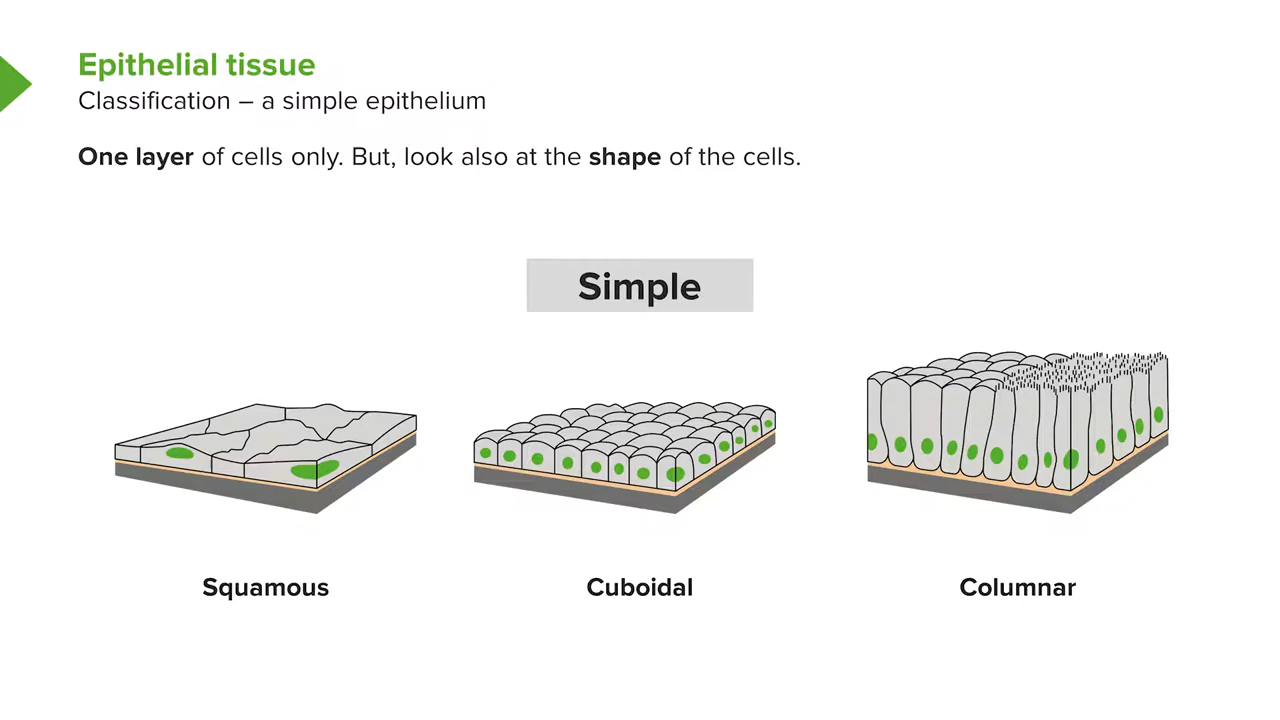 Epithelial tissue
Classification – a simple epithelium
One layer of cells only. But, look also at the shape of the cells.
Simple
Squamous
Cuboidal
Columnar